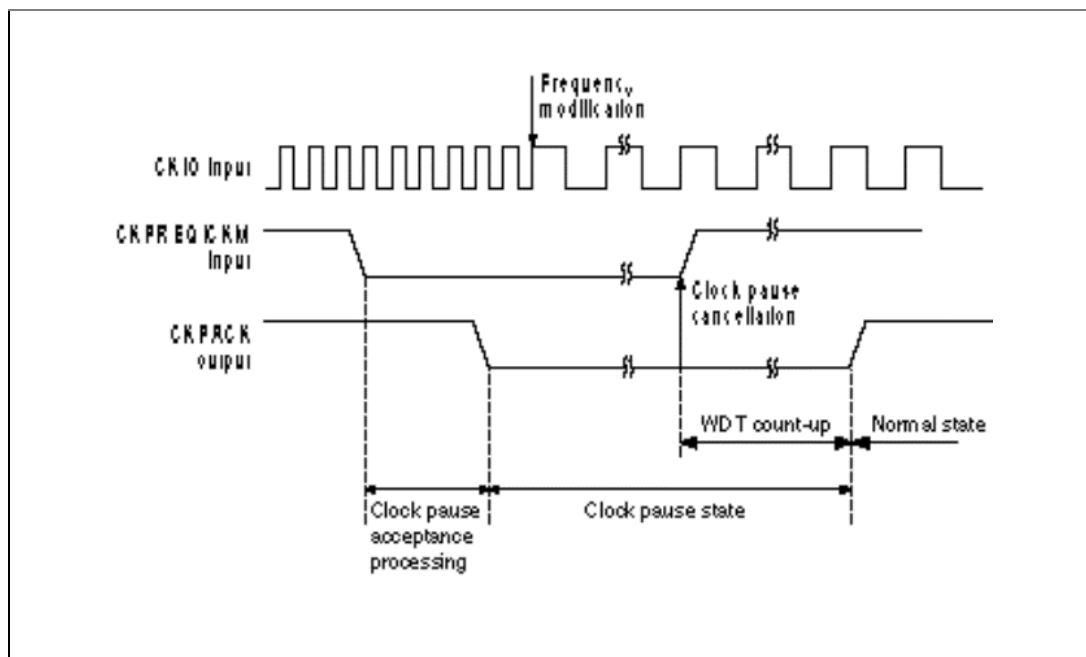 Frequency
modification
CKIO Input
CKPREQ/CKM
Input
Clock pause
cancellation
CKPACK
output
WDT count-up
Normal state
Clock pause
acceptance
processing
Clock pause state